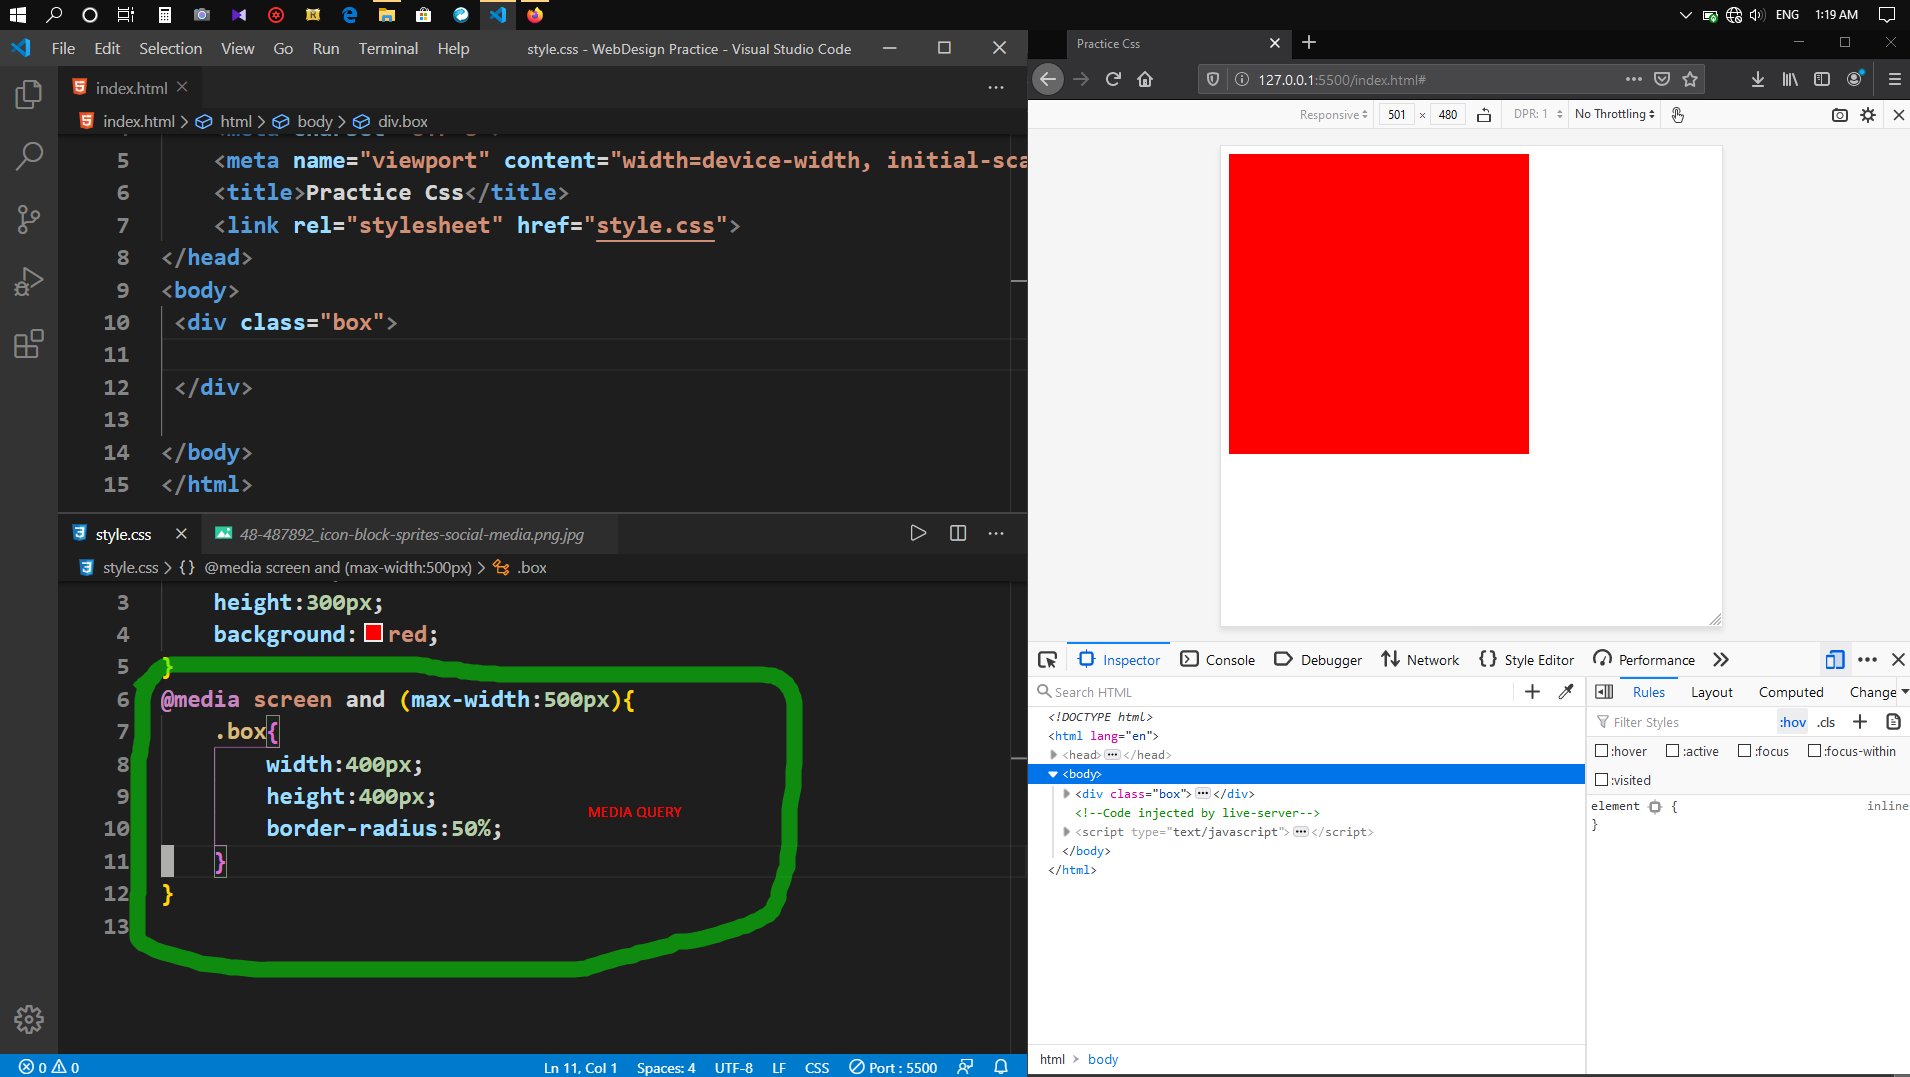 ENG 1:19 AM
File Edit Selection View Go Run Terminal Help style.css - WebDesign Practice - Visual Studio Code
index.html
index.html > html > body > div.box
5 <meta name="viewport" content="width=device-width, initial-sca
6 <title>Practice Css</title>
7 <link rel="stylesheet" href="style.css">
8 </head>
9 <body>
10 <div class="box">
11
12 </div>
13
14 </body>
15 </html>
style.css 48-487892_icon-block-sprites-social-media.png.jpg
style.css > {} @media screen and (max-width:500px) > .box
3 height:300px;
4 background: red;
5 }
6 @media screen and (max-width:500px){
7 .box{
8 width:400px;
9 height:400px;
10 border-radius:50%;
11 }
12 }
13
MEDIA QUERY
0 0 Ln 11, Col 1 Spaces: 4 UTF-8 LF CSS Port : 5500
Practice Css
127.0.0.1:5500/index.html#
Responsive 501 × 480 DPR: 1 No Throttling
Inspector Console Debugger Network Style Editor Performance
Search HTML
<!DOCTYPE html>
<html lang="en">
<head></head>
<body>
<div class="box"></div>
<!--Code injected by live-server-->
<script type="text/javascript"></script>
</body>
</html>
html > body
Rules Layout Computed Change
Filter Styles :hov .cls +
:hover :active :focus :focus-within
:visited
element { inline
}